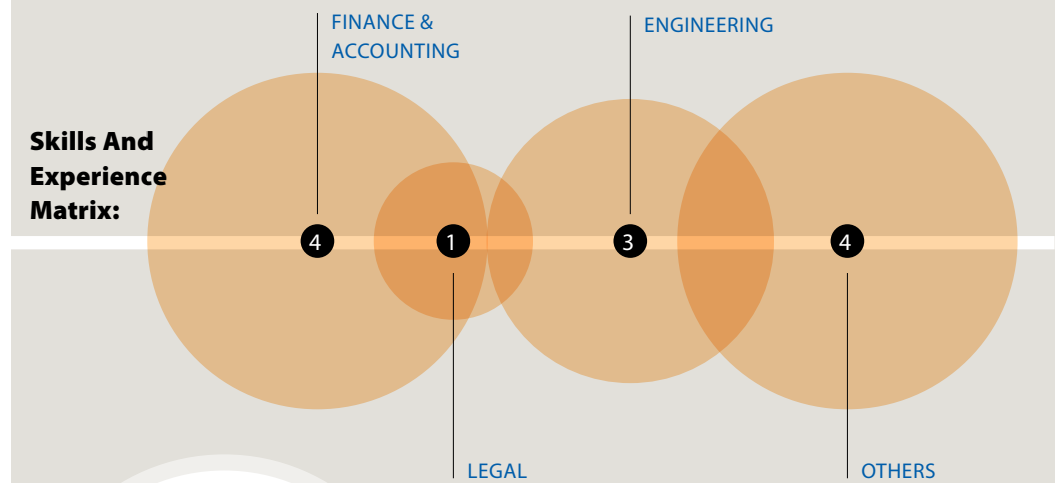 FINANCE &
ACCOUNTING
ENGINEERING
Skills And
Experience
Matrix:
4
1
3
4
LEGAL
OTHERS